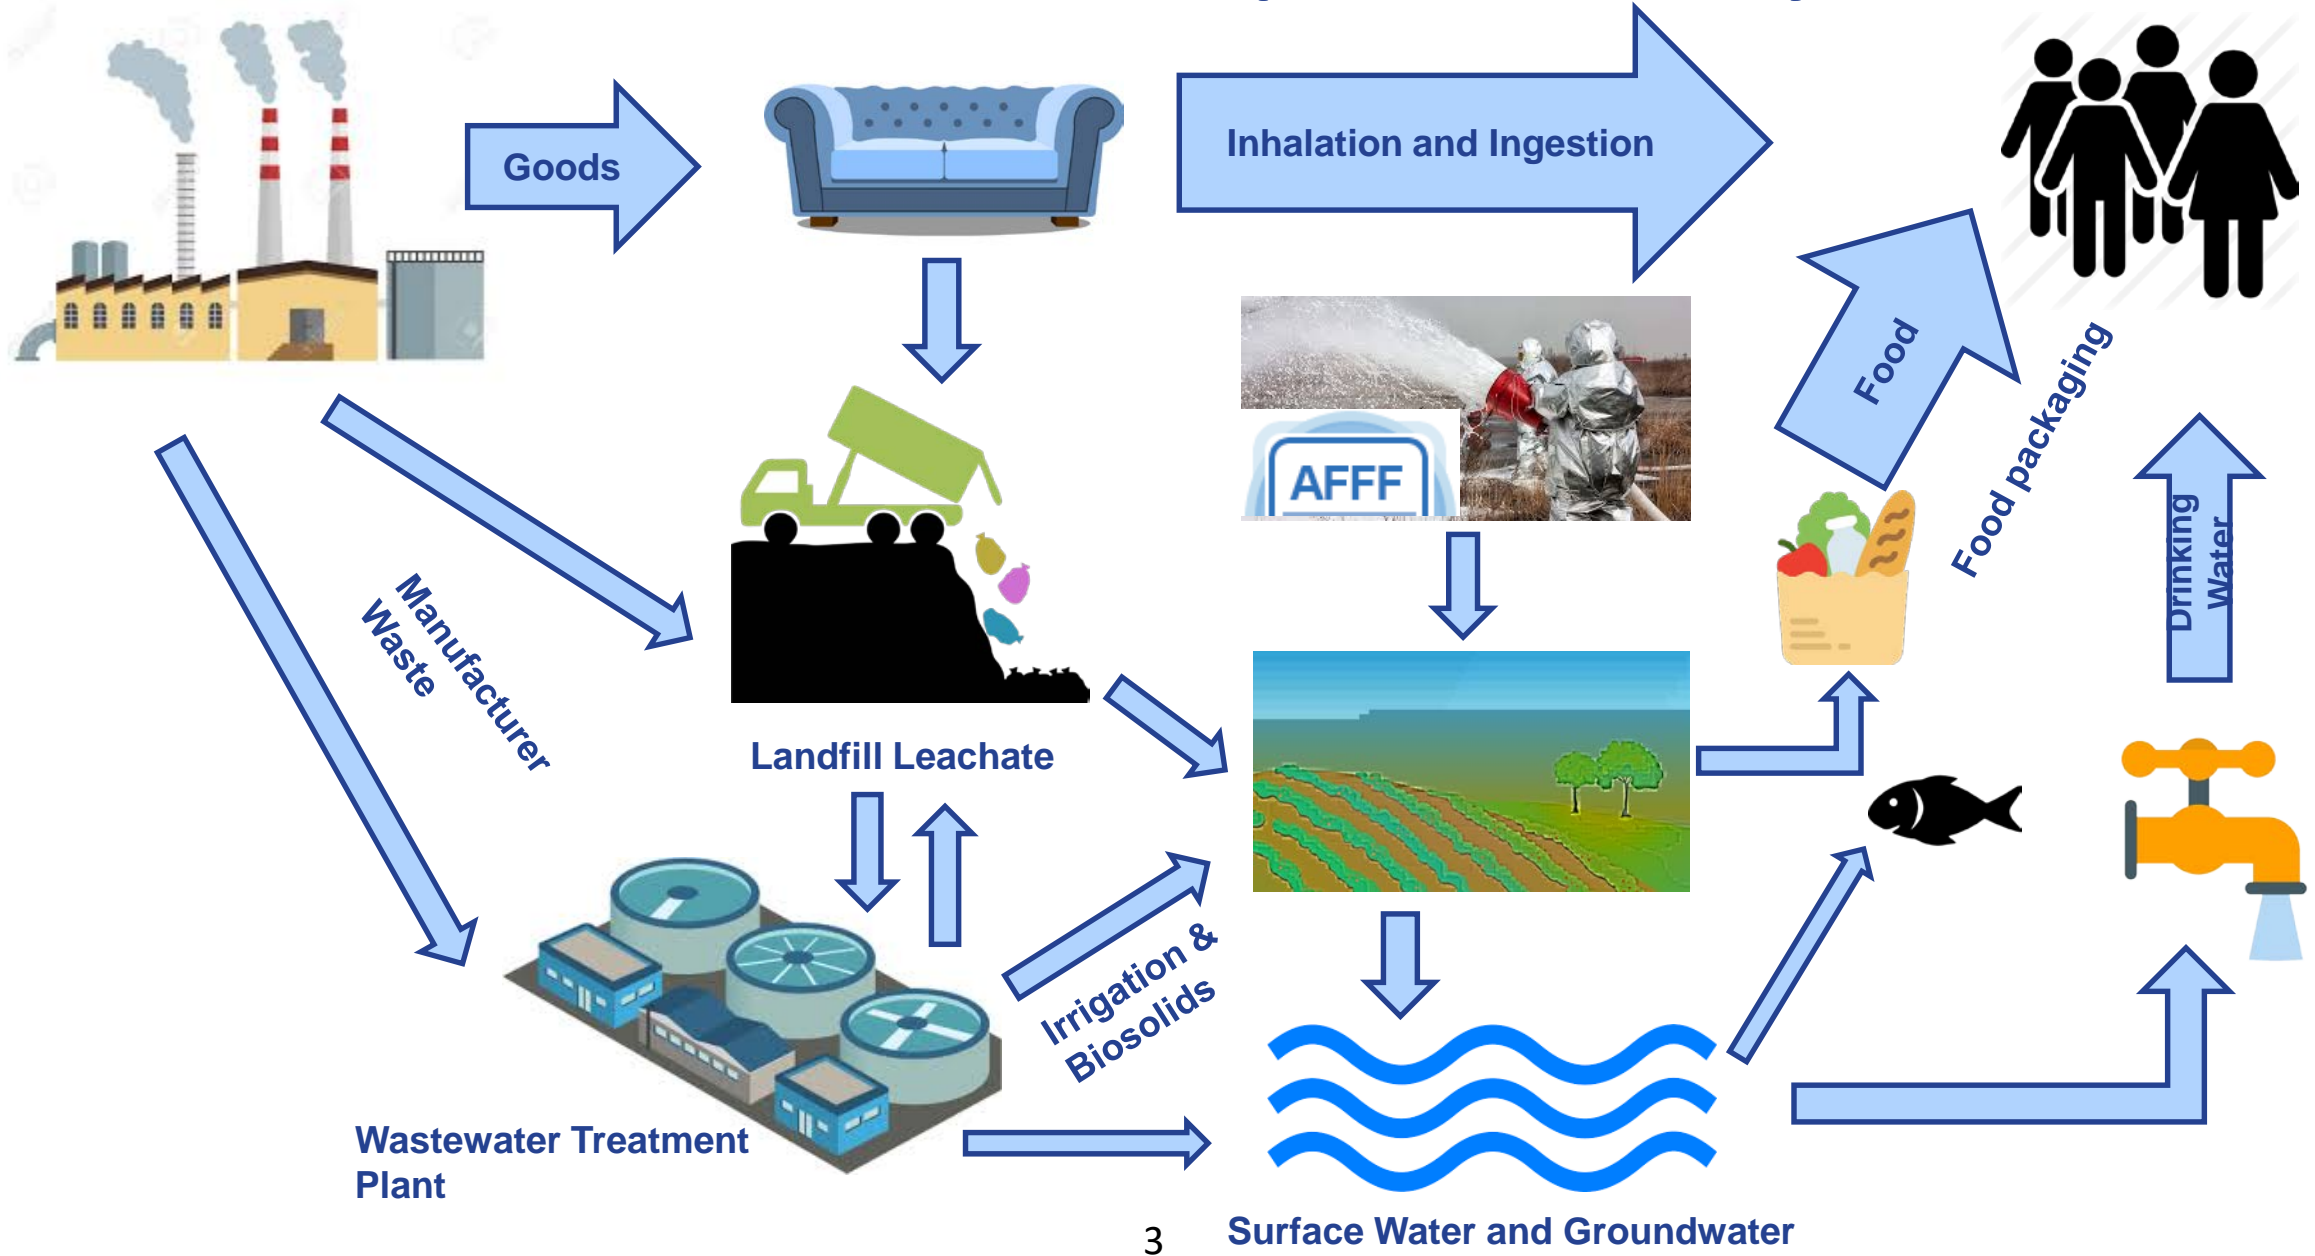 Goods
Inhalation and Ingestion
AFFF
Food
Food packaging
Drinking
Water
Manufacturer
Waste
Landfill Leachate
Irrigation &
Biosolids
Wastewater Treatment
Plant
Surface Water and Groundwater
3